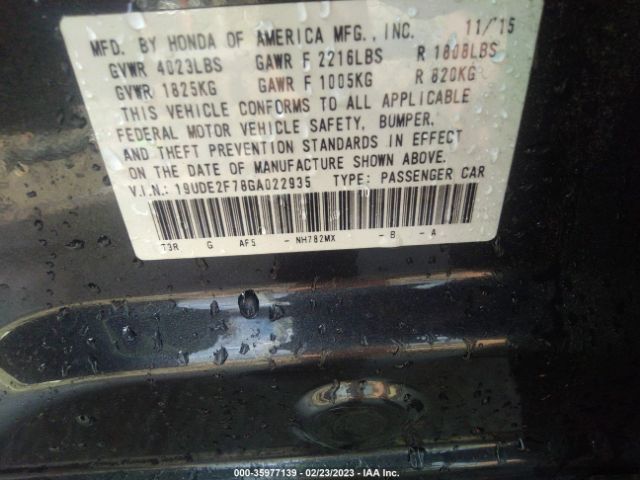 MFD. BY HONDA OF AMERICA MFG., INC. 11/'15
GVWR 4023LBS GAWR F 2216LBS R 1808LBS
GVWR 1825KG GAWR F 1005KG R 820KG
THIS VEHICLE CONFORMS TO ALL APPLICABLE
FEDERAL MOTOR VEHICLE SAFETY, BUMPER,
AND THEFT PREVENTION STANDARDS IN EFFECT
ON THE DATE OF MANUFACTURE SHOWN ABOVE.
V.I.N.: 19UDE2F78GA022935 TYPE: PASSENGER CAR
T3R G AF5 - NH782MX - B - A
000-35977139 - 02/23/2023 - IAA Inc.